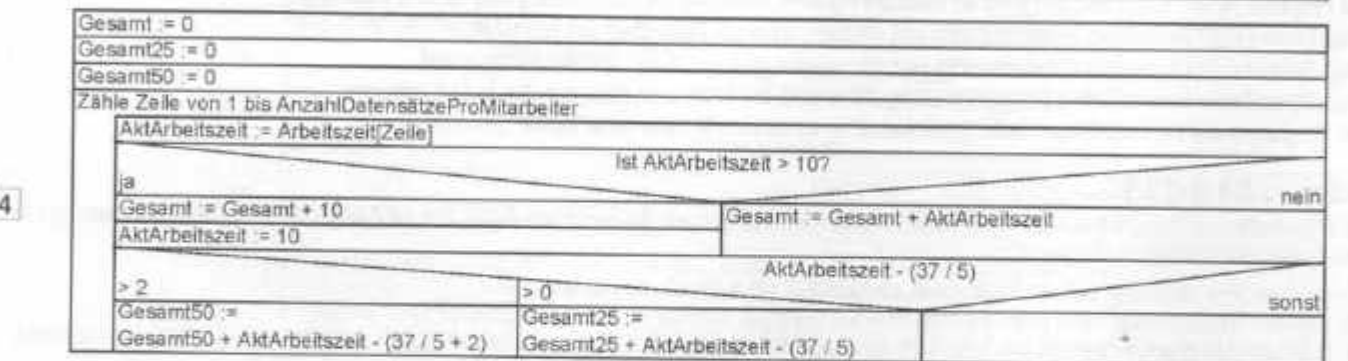 Gesamt := 0
Gesamt25 := 0
Gesamt50 := 0
Zähle Zeile von 1 bis AnzahlDatensätzeProMitarbeiter
AktArbeitszeit := Arbeitszeit[Zeile]
Ist AktArbeitszeit > 10?
ja
nein
4
Gesamt := Gesamt + 10
Gesamt := Gesamt + AktArbeitszeit
AktArbeitszeit := 10
AktArbeitszeit - (37 / 5)
> 2
> 0
sonst
Gesamt50 :=
Gesamt50 + AktArbeitszeit - (37 / 5 + 2)
Gesamt25 :=
Gesamt25 + AktArbeitszeit - (37 / 5)